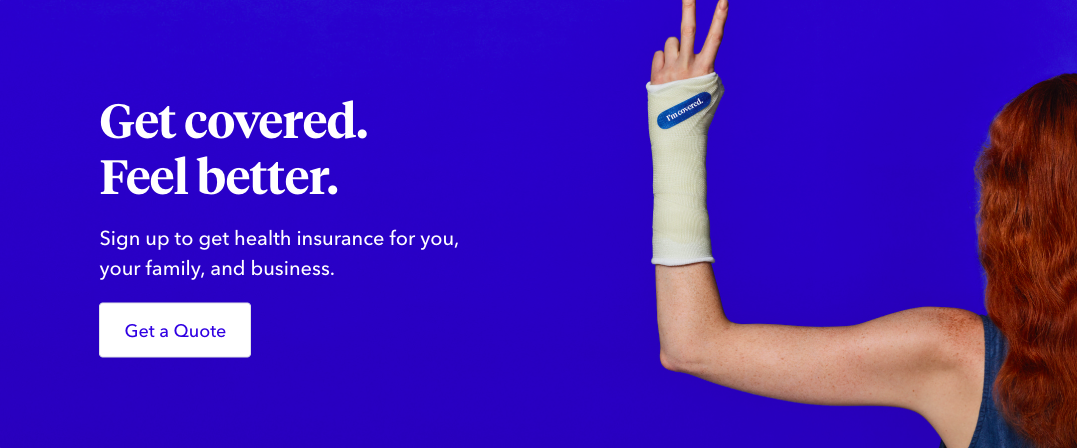 Get covered.
Feel better.
Sign up to get health insurance for you,
your family, and business.
Get a Quote
I'm covered.